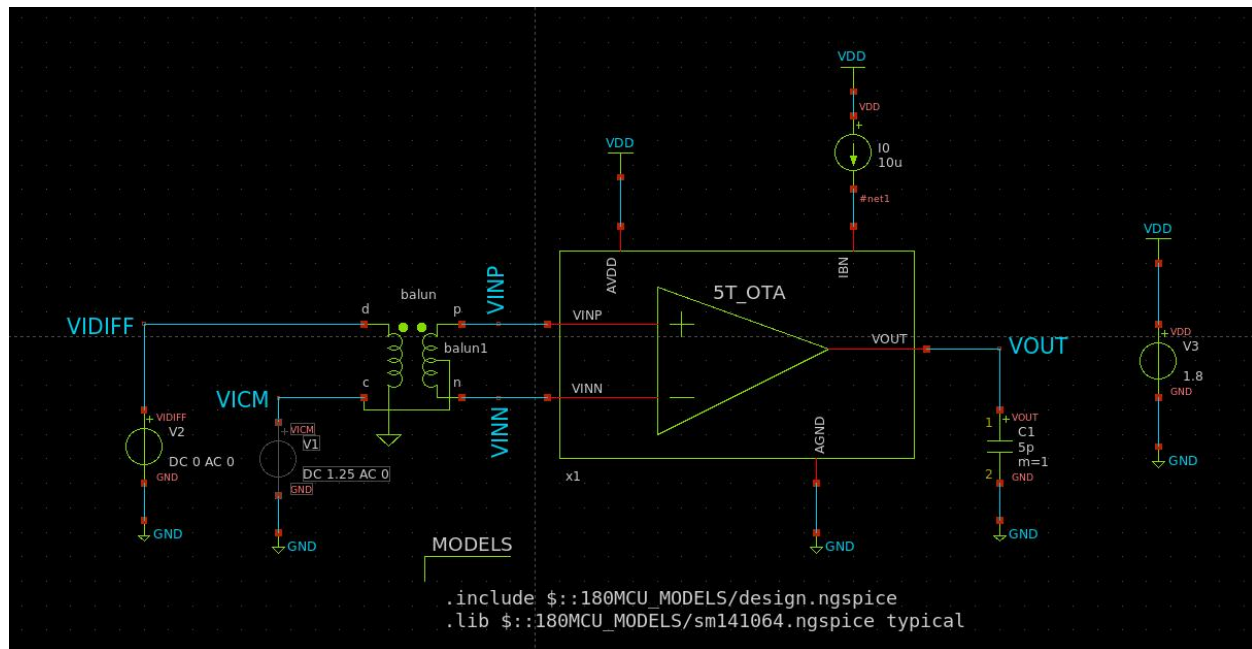 VDD
VDD
+
I0
10u
#net1
VDD
AVDD
IBN
5T_OTA
VDD
VDD
+
V3
1.8
GND
GND
balun
d
p
balun1
c
n
VIDIFF
VINP
VINP
VINN
VINN
VOUT
VOUT
VICM
VIDIFF
+
V2
DC 0 AC 0
GND
GND
VICM
+
V1
DC 1.25 AC 0
GND
GND
AGND
x1
GND
1
+
VOUT
C1
5p
m=1
2
GND
GND
MODELS
.include $::180MCU_MODELS/design.ngspice
.lib $::180MCU_MODELS/sm141064.ngspice typical